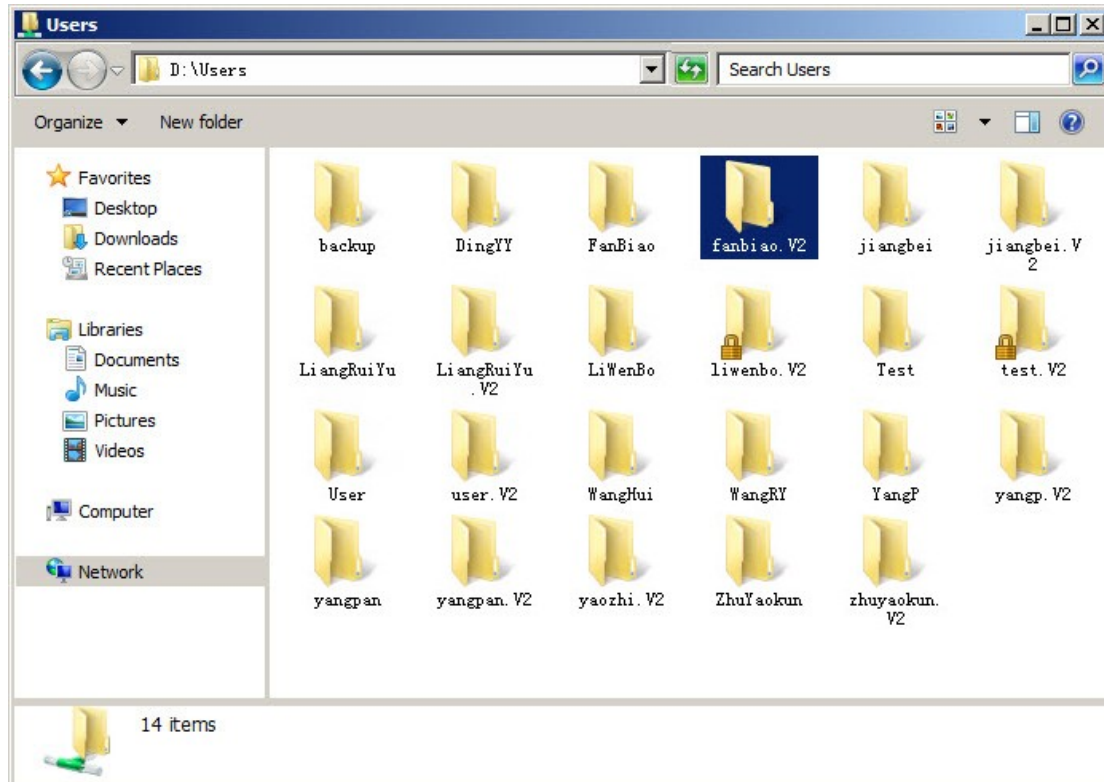 Users
D:\Users
Search Users
Organize
New folder
Favorites
Desktop
Downloads
Recent Places
Libraries
Documents
Music
Pictures
Videos
Computer
Network
backup
DingYY
FanBiao
fanbiao.V2
jiangbei
jiangbei.V
2
LiangRuiYu
LiangRuiYu
.V2
LiWenBo
liwenbo.V2
Test
test.V2
User
user.V2
WangHui
WangRY
YangP
yangp.V2
yangpan
yangpan.V2
yaozhi.V2
ZhuYaokun
zhuyaokun.
V2
14 items